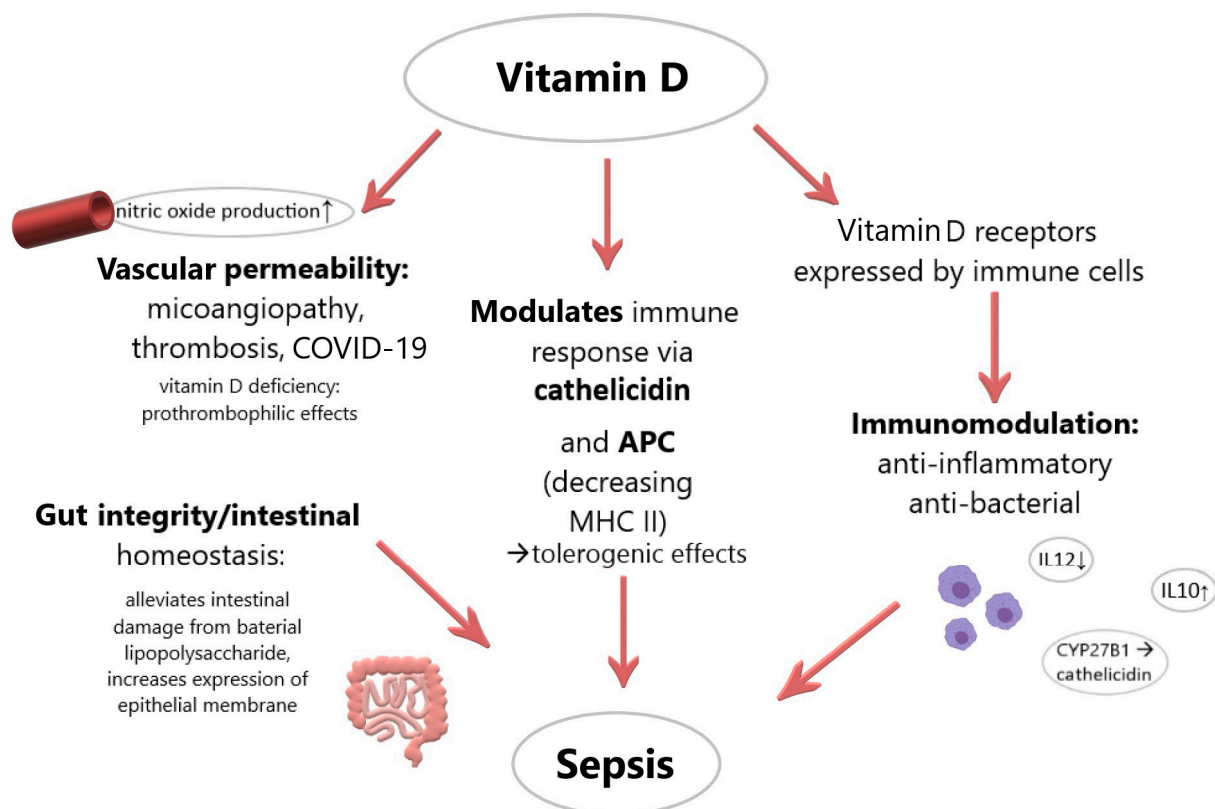 Vitamin D
nitric oxide production↑
Vascular permeability:
micoangiopathy,
thrombosis, COVID-19
vitamin D deficiency:
prothrombophilic effects
Gut integrity/intestinal
homeostasis:
alleviates intestinal
damage from baterial
lipopolysaccharide,
increases expression of
epithelial membrane
Modulates immune
response via
cathelicidin
and APC
(decreasing
MHC II)
→tolerogenic effects
Vitamin D receptors
expressed by immune cells
Immunomodulation:
anti-inflammatory
anti-bacterial
IL12↓
IL10↑
CYP27B1 →
cathelicidin
Sepsis